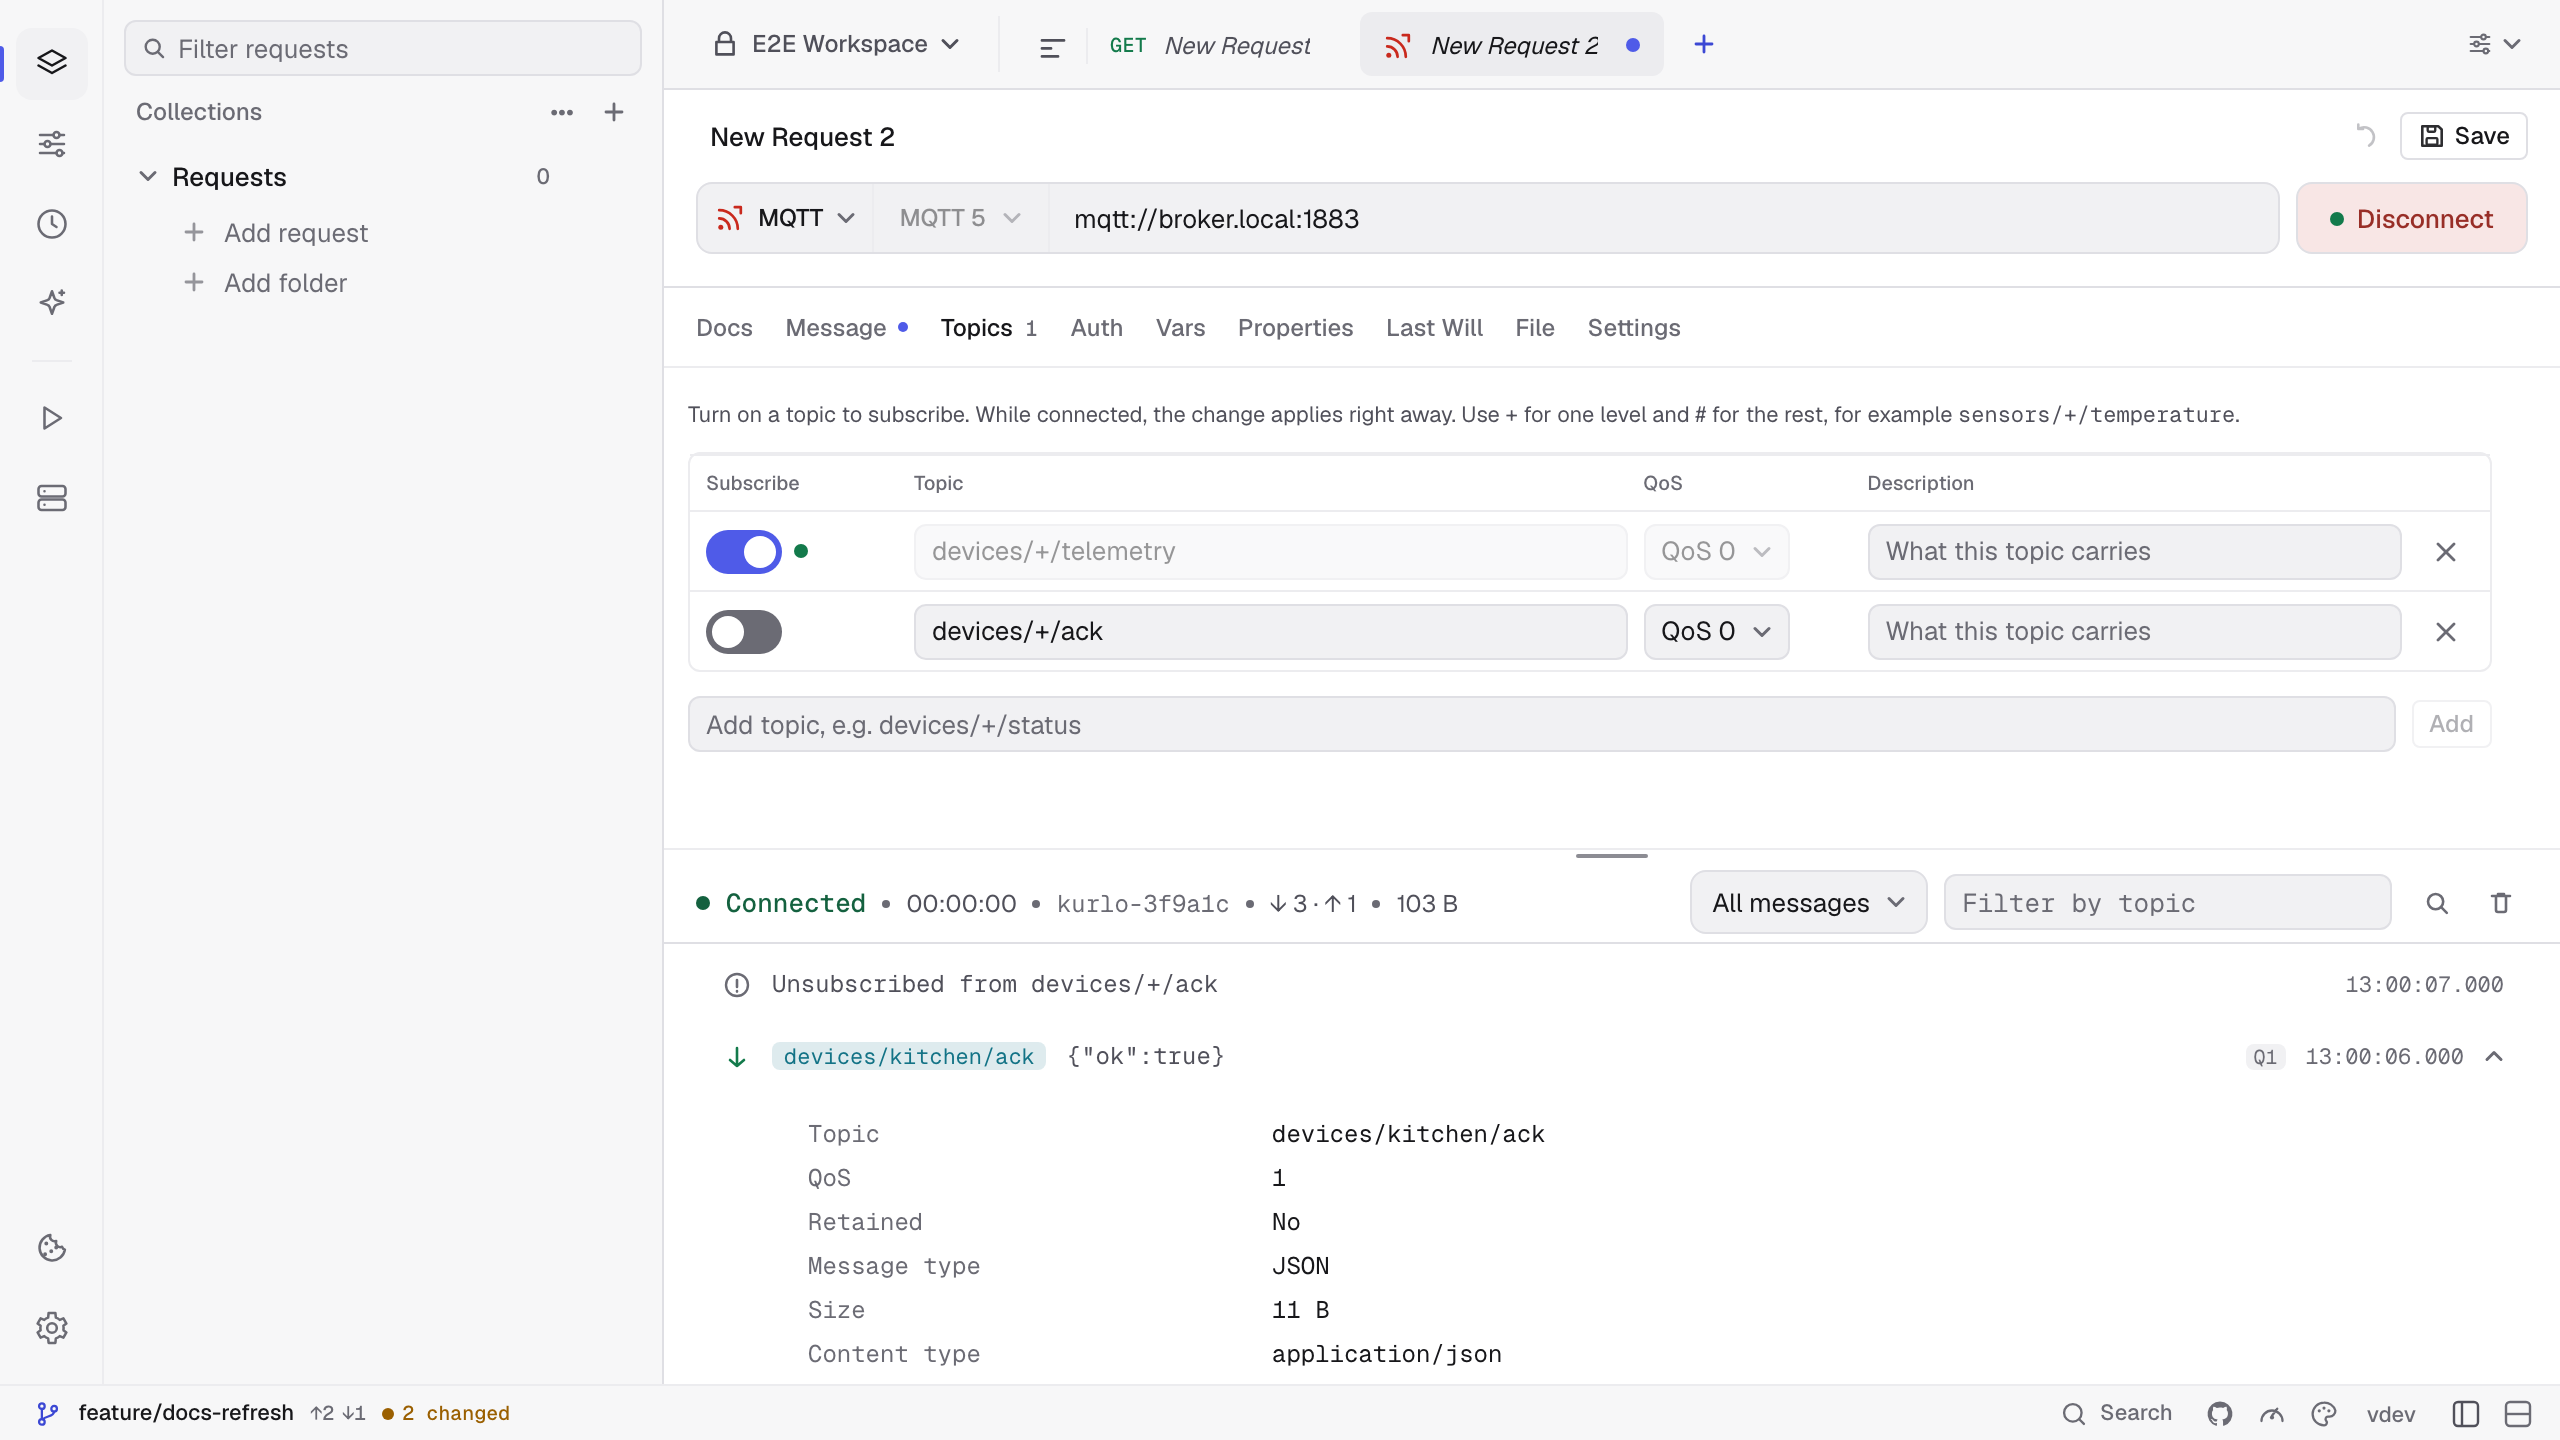 Filter requests
Collections
Requests 0
Add request
Add folder
E2E Workspace
GET New Request
New Request 2
New Request 2
Save
MQTT
MQTT 5
mqtt://broker.local:1883
Disconnect
Docs Message Topics 1 Auth Vars Properties Last Will File Settings
Turn on a topic to subscribe. While connected, the change applies right away. Use + for one level and # for the rest, for example sensors/+/temperature.
Subscribe Topic QoS Description
devices/+/telemetry QoS 0 What this topic carries
devices/+/ack QoS 0 What this topic carries
Add topic, e.g. devices/+/status Add
Connected • 00:00:00 • kurlo-3f9a1c • ↓3 · ↑1 • 103 B
All messages Filter by topic
Unsubscribed from devices/+/ack 13:00:07.000
devices/kitchen/ack {"ok":true} Q1 13:00:06.000
Topic devices/kitchen/ack
QoS 1
Retained No
Message type JSON
Size 11 B
Content type application/json
feature/docs-refresh ↑2 ↓1 2 changed
Search vdev